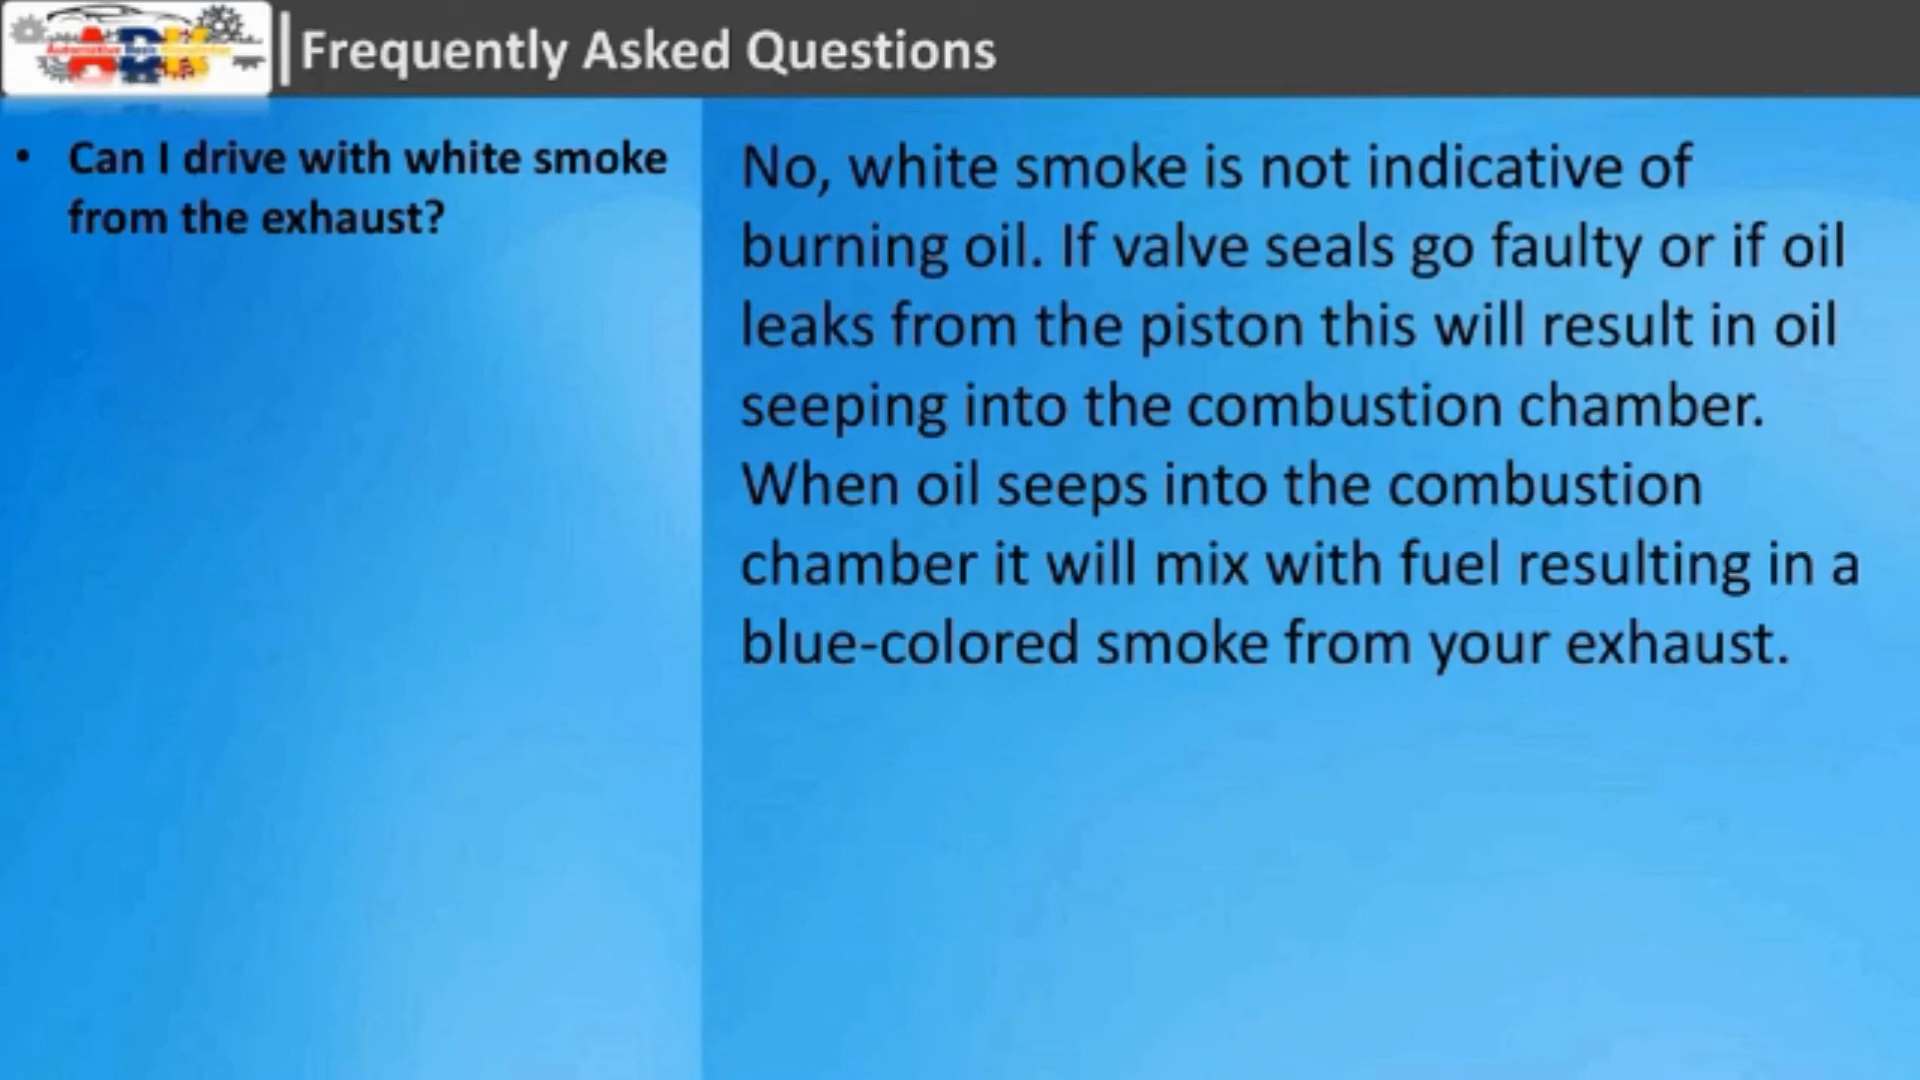 Frequently Asked Questions
• Can I drive with white smoke
from the exhaust?
No, white smoke is not indicative of
burning oil. If valve seals go faulty or if oil
leaks from the piston this will result in oil
seeping into the combustion chamber.
When oil seeps into the combustion
chamber it will mix with fuel resulting in a
blue-colored smoke from your exhaust.